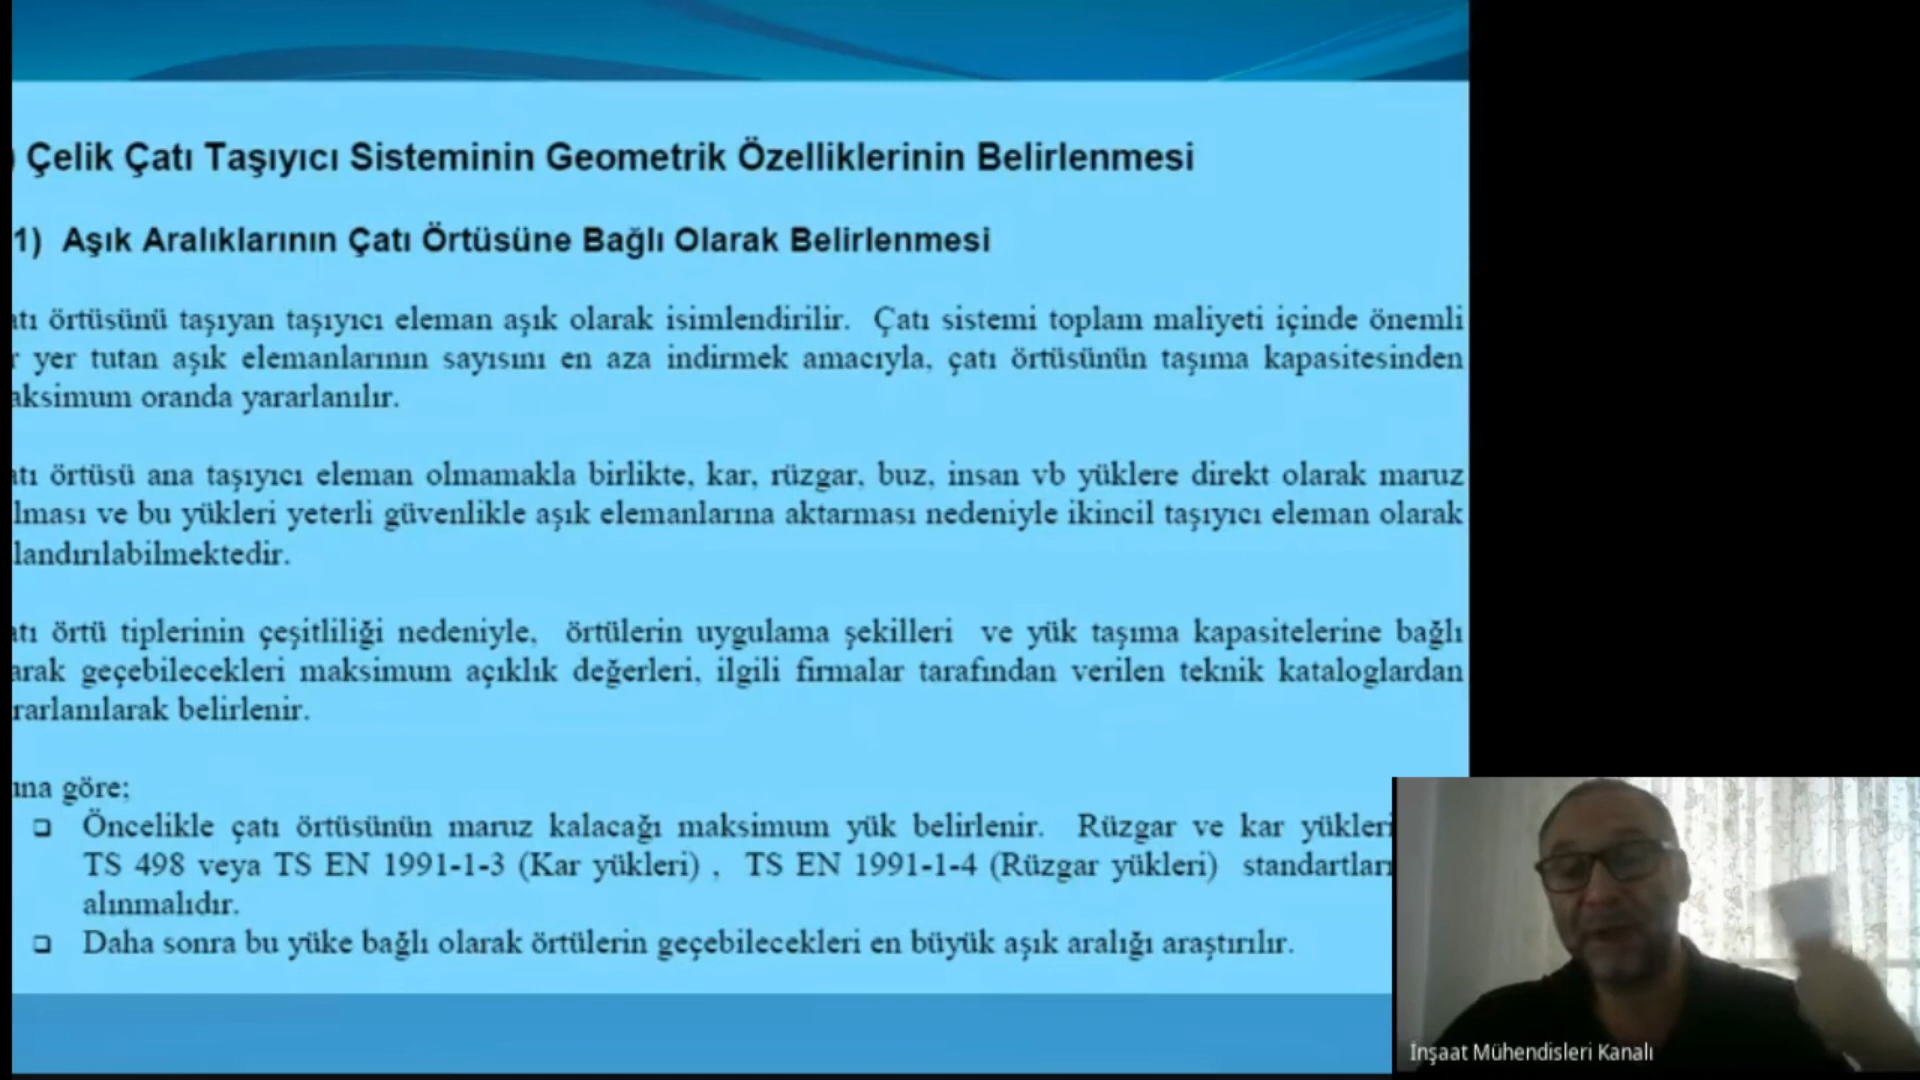 ) Çelik Çatı Taşıyıcı Sisteminin Geometrik Özelliklerinin Belirlenmesi
1) Aşık Aralıklarının Çatı Örtüsüne Bağlı Olarak Belirlenmesi
örtüsünü taşıyan taşıyıcı eleman aşık olarak isimlendirilir. Çatı sistemi toplam maliyeti içinde önemli
yer tutan aşık elemanlarının sayısını en aza indirmek amacıyla, çatı örtüsünün taşıma kapasitesinden
aksimum oranda yararlanılır.
örtüsü ana taşıyıcı eleman olmamakla birlikte, kar, rüzgar, buz, insan vb yüklere direkt olarak maruz
lması ve bu yükleri yeterli güvenlikle aşık elemanlarına aktarması nedeniyle ikincil taşıyıcı eleman olarak
landırılabilmektedir.
örtü tiplerinin çeşitliliği nedeniyle, örtülerin uygulama şekilleri ve yük taşıma kapasitelerine bağlı
arak geçebilecekleri maksimum açıklık değerleri, ilgili firmalar tarafından verilen teknik kataloglardan
rarlanılarak belirlenir.
una göre;
❑ Öncelikle çatı örtüsünün maruz kalacağı maksimum yük belirlenir. Rüzgar ve kar yükleri
TS 498 veya TS EN 1991-1-3 (Kar yükleri) , TS EN 1991-1-4 (Rüzgar yükleri) standartları
alınmalıdır.
❑ Daha sonra bu yüke bağlı olarak örtülerin geçebilecekleri en büyük aşık aralığı araştırılır.
İnşaat Mühendisleri Kanalı